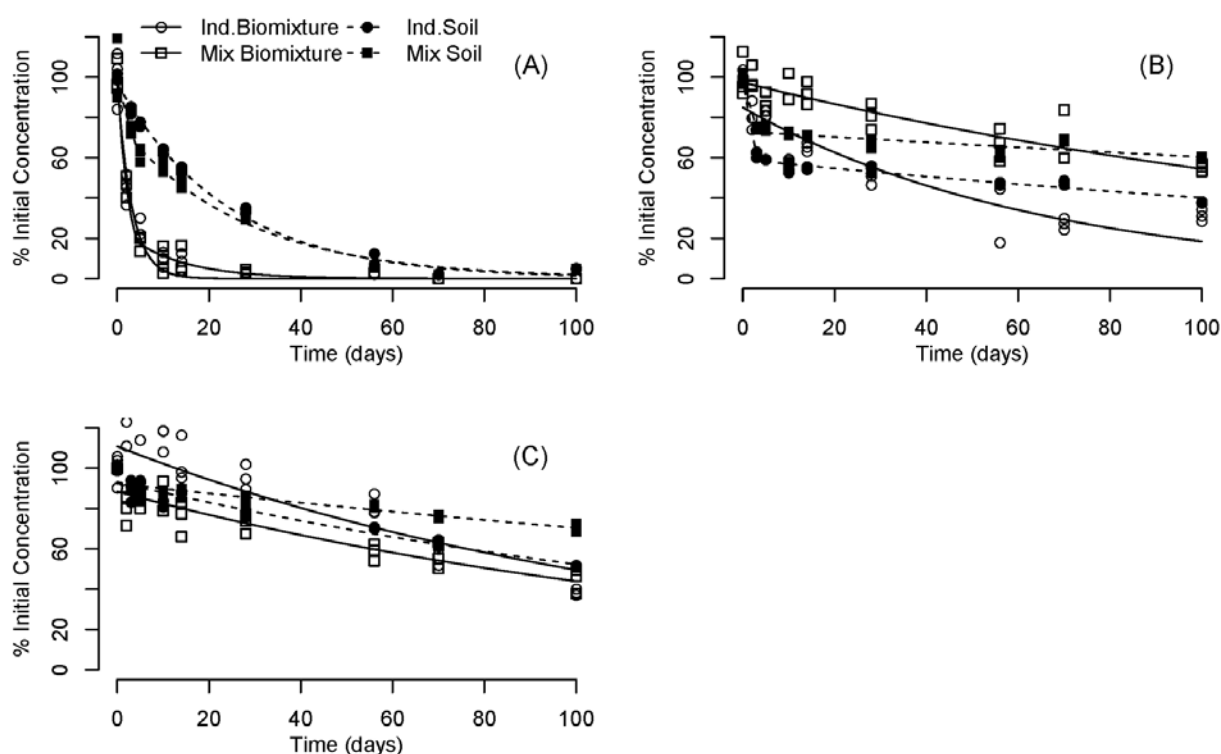 Ind.Biomixture Ind.Soil
Mix Biomixture Mix Soil
(A)
% Initial Concentration
0 20 60 100
0 20 40 60 80 100
Time (days)
(B)
% Initial Concentration
0 20 60 100
0 20 40 60 80 100
Time (days)
(C)
% Initial Concentration
0 20 60 100
0 20 40 60 80 100
Time (days)